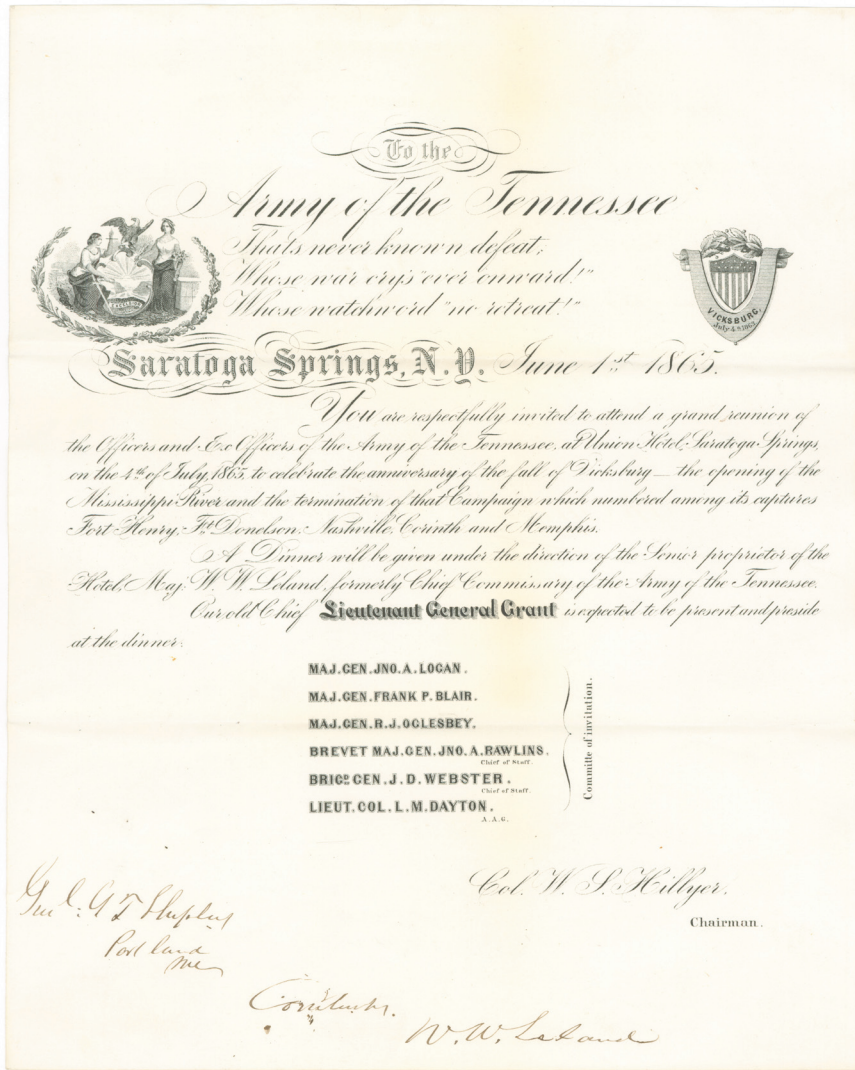 To the
Army of the Tennessee
That's never known defeat;
Whose war cry's "ever onward!"
Whose watchword "no retreat!"
EXCELSIOR
VICKSBURG,
July 4th 1863.
Saratoga Springs, N.Y. June 1st 1865.
You are respectfully invited to attend a grand reunion of
the Officers and Ex Officers of the Army of the Tennessee, at Union Hotel, Saratoga Springs,
on the 4th of July, 1865, to celebrate the anniversary of the fall of Vicksburg — the opening of the
Mississippi River and the termination of that Campaign which numbered among its captures
Fort Henry, Ft. Donelson, Nashville, Corinth and Memphis.
A Dinner will be given under the direction of the Senior proprietor of the
Hotel, Maj. W. W. Leland, formerly Chief Commissary of the Army of the Tennessee.
Our old Chief Lieutenant General Grant is expected to be present and preside
at the dinner.
MAJ. GEN. JNO. A. LOGAN.
MAJ. GEN. FRANK P. BLAIR.
MAJ. GEN. R. J. OGLESBEY.
BREVET MAJ. GEN. JNO. A. RAWLINS.
Chief of Staff.
BRIG. GEN. J. D. WEBSTER.
Chief of Staff.
LIEUT. COL. L. M. DAYTON.
A.A.G.
Committe of invitation.
Col. W. S. Hillyer.
Chairman.
Genl. G F Shepley
Portland
Me
W. W. Leland